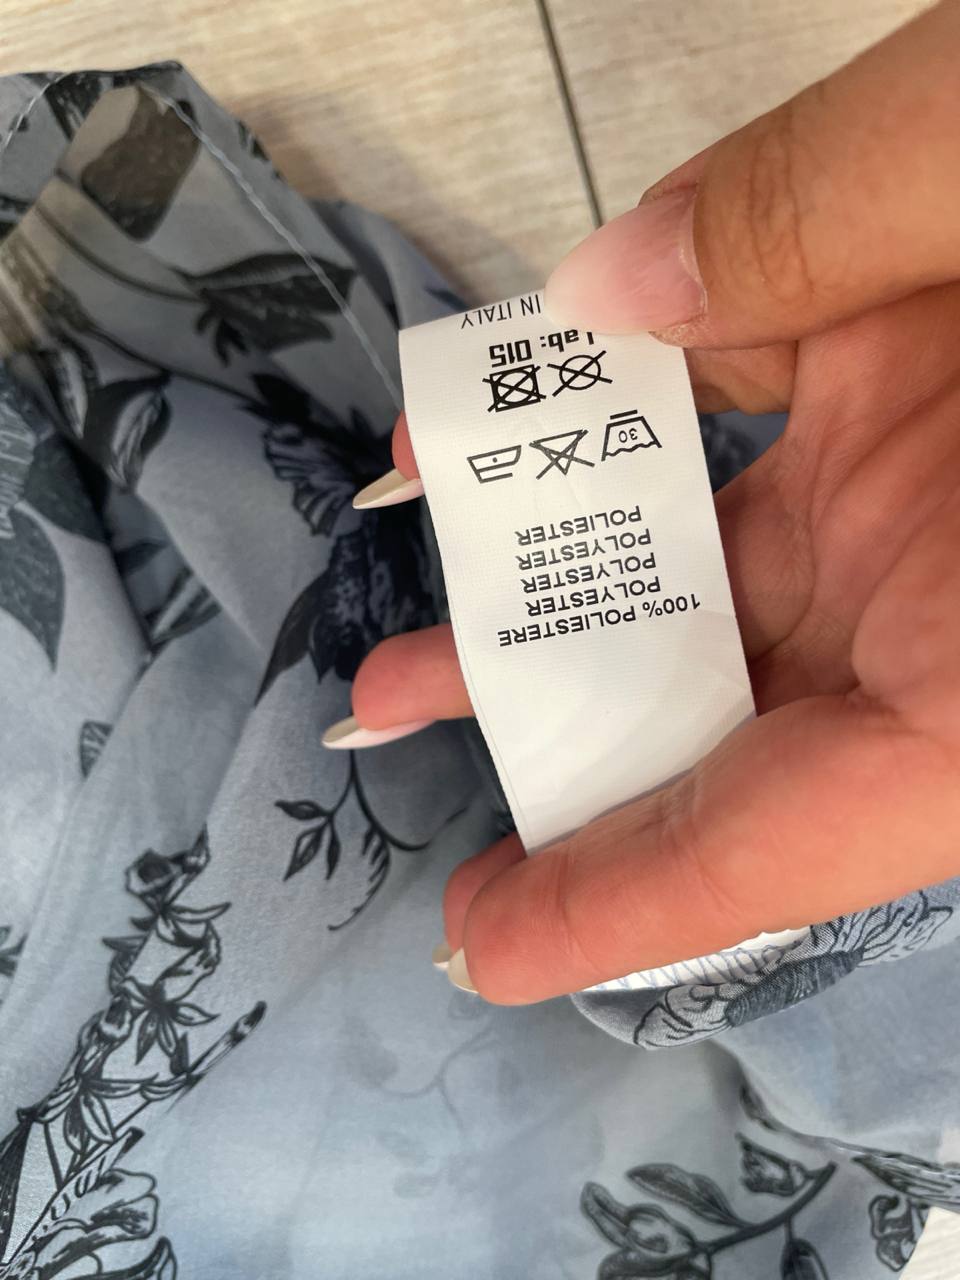 100% POLIESTERE
POLYESTER
POLYESTER
POLYESTER
POLIESTER
30
Lab: 015
IN ITALY